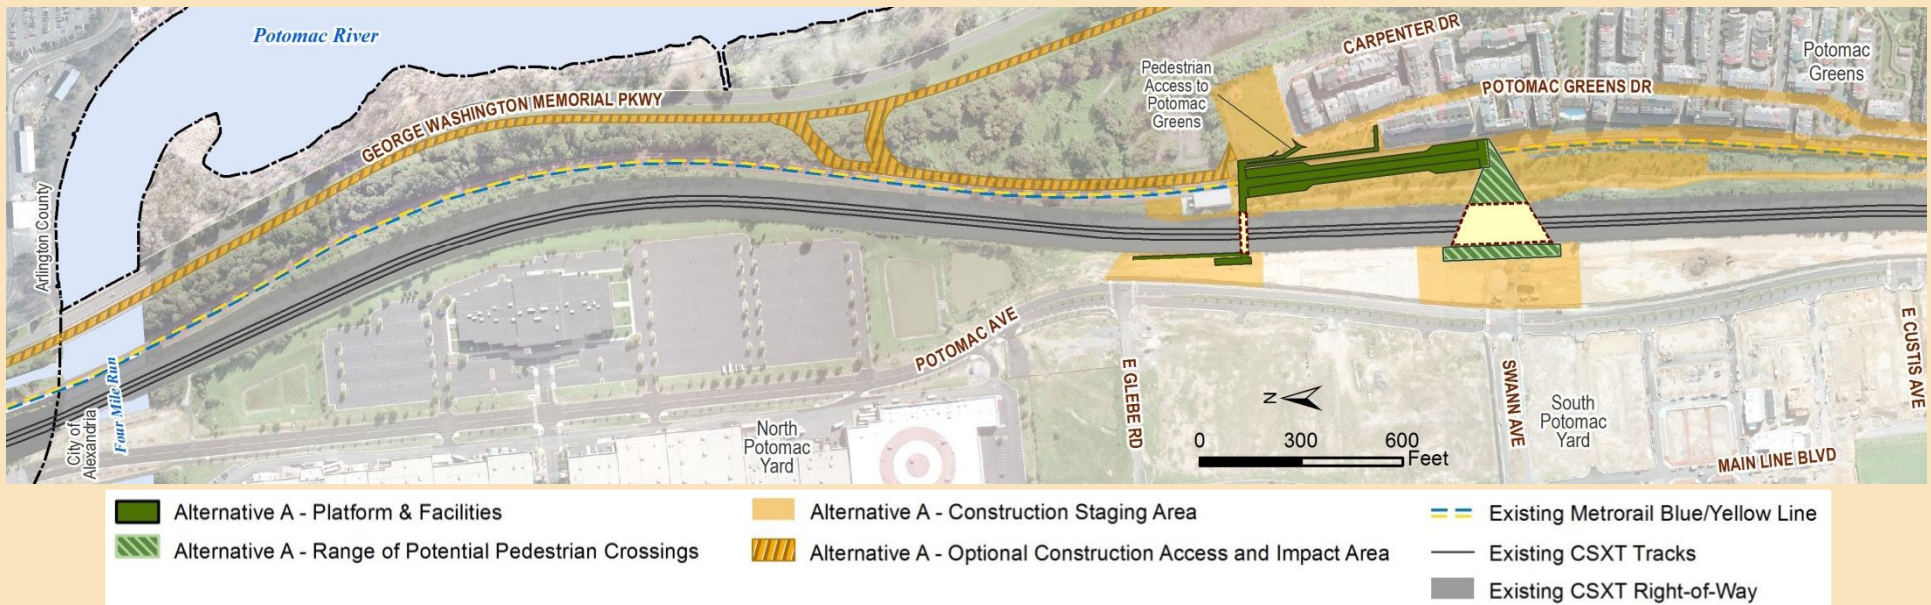 Potomac River
GEORGE WASHINGTON MEMORIAL PKWY
Pedestrian
Access to
Potomac
Greens
CARPENTER DR
POTOMAC GREENS DR
Potomac
Greens
Arlington County
City of
Alexandria
Four Mile Run
POTOMAC AVE
E GLEBE RD
SWANN AVE
E CUSTIS AVE
North
Potomac
Yard
South
Potomac
Yard
MAIN LINE BLVD
N
0 300 600
Feet
Alternative A - Platform & Facilities
Alternative A - Range of Potential Pedestrian Crossings
Alternative A - Construction Staging Area
Alternative A - Optional Construction Access and Impact Area
Existing Metrorail Blue/Yellow Line
Existing CSXT Tracks
Existing CSXT Right-of-Way